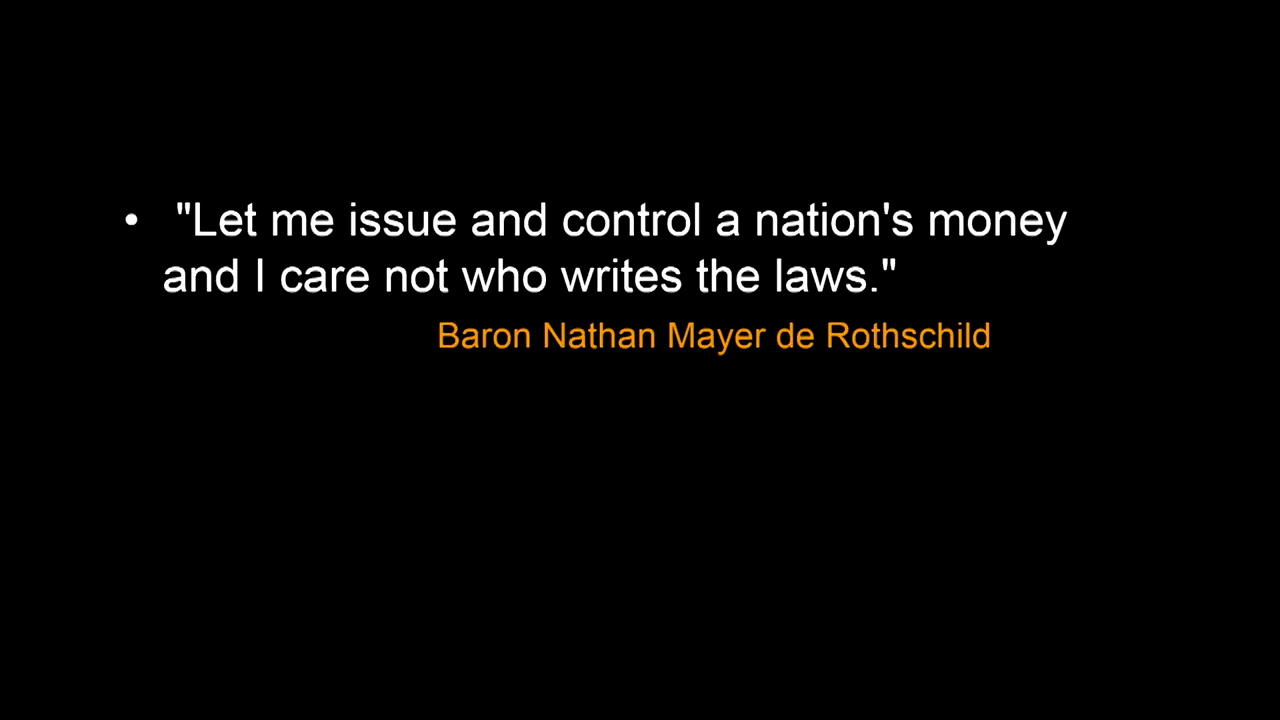 • "Let me issue and control a nation's money
and I care not who writes the laws."
Baron Nathan Mayer de Rothschild